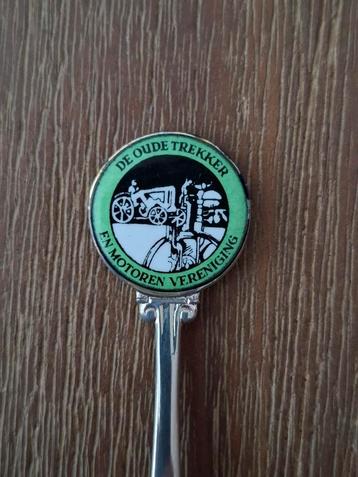 DE OUDE TREKKER
EN MOTOREN VERENIGING